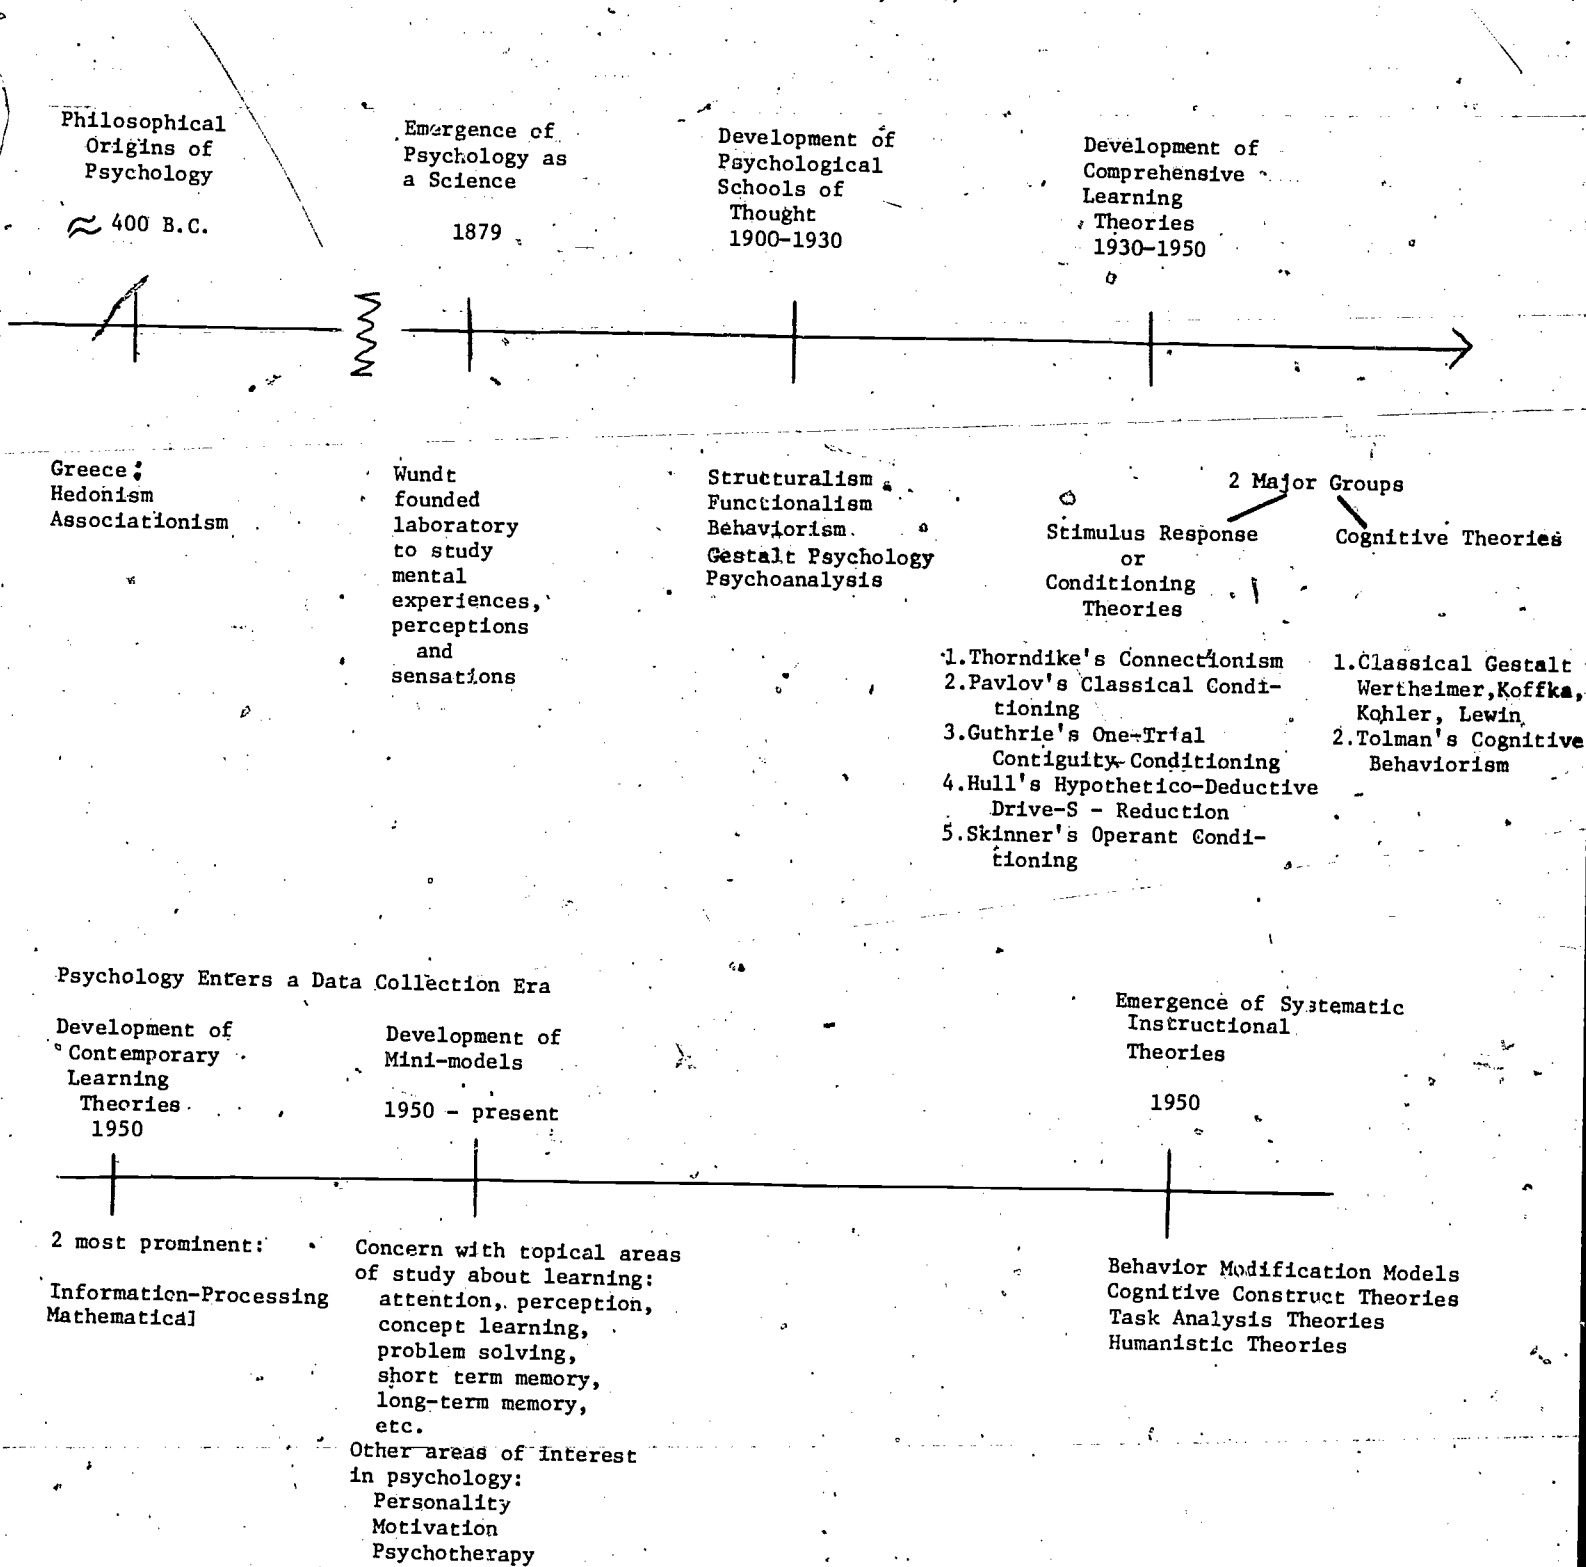 Philosophical
Origins of
Psychology
≈ 400 B.C.
Emergence of
Psychology as
a Science
1879
Development of
Psychological
Schools of
Thought
1900-1930
Development of
Comprehensive
Learning
Theories
1930-1950
Greece:
Hedonism
Associationism
Wundt
founded
laboratory
to study
mental
experiences,
perceptions
and
sensations
Structuralism
Functionalism
Behaviorism
Gestalt Psychology
Psychoanalysis
2 Major Groups
Stimulus Response
or
Conditioning
Theories
1.Thorndike's Connectionism
2.Pavlov's Classical Condi-
tioning
3.Guthrie's One-Trial
Contiguity Conditioning
4.Hull's Hypothetico-Deductive
Drive-S - Reduction
5.Skinner's Operant Condi-
tioning
Cognitive Theories
1.Classical Gestalt
Wertheimer,Koffka,
Kohler, Lewin
2.Tolman's Cognitive
Behaviorism
Psychology Enters a Data Collection Era
Development of
Contemporary
Learning
Theories
1950
Development of
Mini-models
1950 - present
Emergence of Systematic
Instructional
Theories
1950
2 most prominent:
Information-Processing
Mathematical
Concern with topical areas
of study about learning:
attention, perception,
concept learning,
problem solving,
short term memory,
long-term memory,
etc.
Other areas of interest
in psychology:
Personality
Motivation
Psychotherapy
Behavior Modification Models
Cognitive Construct Theories
Task Analysis Theories
Humanistic Theories